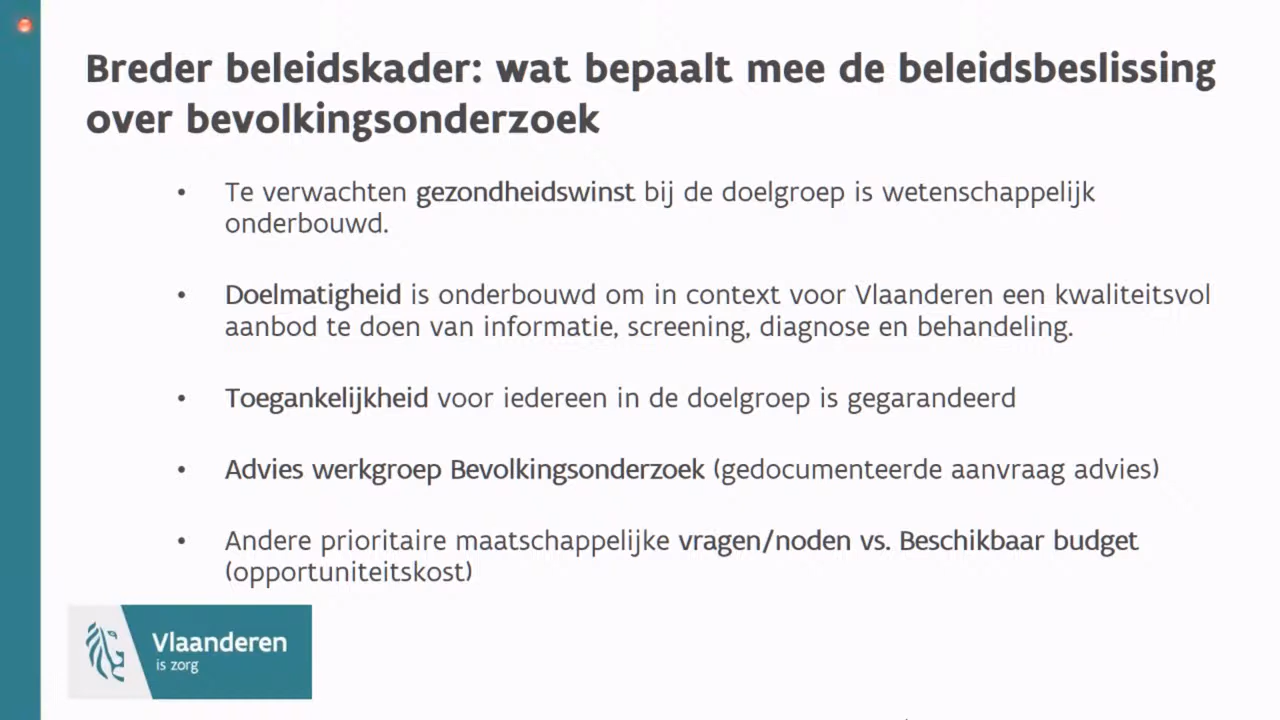 Breder beleidskader: wat bepaalt mee de beleidsbeslissing
over bevolkingsonderzoek
• Te verwachten gezondheidswinst bij de doelgroep is wetenschappelijk
onderbouwd.
• Doelmatigheid is onderbouwd om in context voor Vlaanderen een kwaliteitsvol
aanbod te doen van informatie, screening, diagnose en behandeling.
• Toegankelijkheid voor iedereen in de doelgroep is gegarandeerd
• Advies werkgroep Bevolkingsonderzoek (gedocumenteerde aanvraag advies)
• Andere prioritaire maatschappelijke vragen/noden vs. Beschikbaar budget
(opportuniteitskost)
Vlaanderen
is zorg